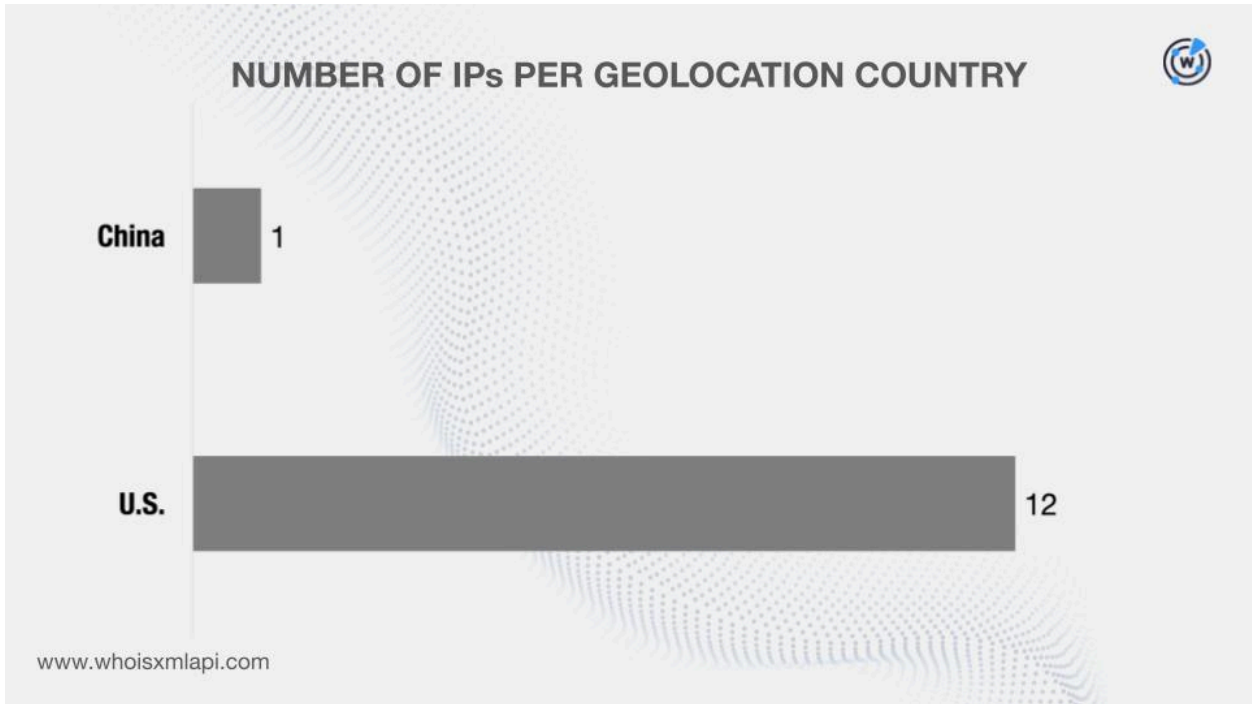 NUMBER OF IPs PER GEOLOCATION COUNTRY
W
China 1
U.S. 12
www.whoisxmlapi.com